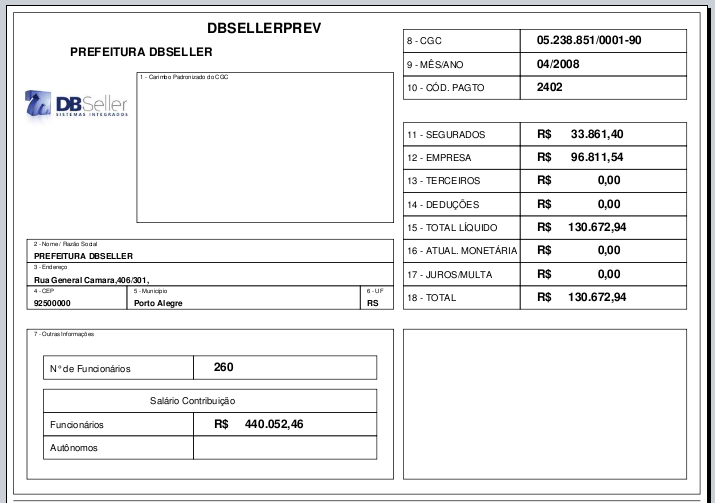 DBSELLERPREV
PREFEITURA DBSELLER
DBSeller
SISTEMAS INTEGRADOS
1 - Carimbo Padronizado do CGC
8 - CGC 05.238.851/0001-90
9 - MÊS/ANO 04/2008
10 - CÓD. PAGTO 2402
11 - SEGURADOS R$ 33.861,40
12 - EMPRESA R$ 96.811,54
13 - TERCEIROS R$ 0,00
14 - DEDUÇÕES R$ 0,00
15 - TOTAL LÍQUIDO R$ 130.672,94
16 - ATUAL. MONETÁRIA R$ 0,00
17 - JUROS/MULTA R$ 0,00
18 - TOTAL R$ 130.672,94
2 - Nome / Razão Social
PREFEITURA DBSELLER
3 - Endereço
Rua General Camara,406/301,
4 - CEP 5 - Município 6 - UF
92500000 Porto Alegre RS
7 - Outras Informações
Nº de Funcionários 260
Salário Contribuição
Funcionários R$ 440.052,46
Autônomos